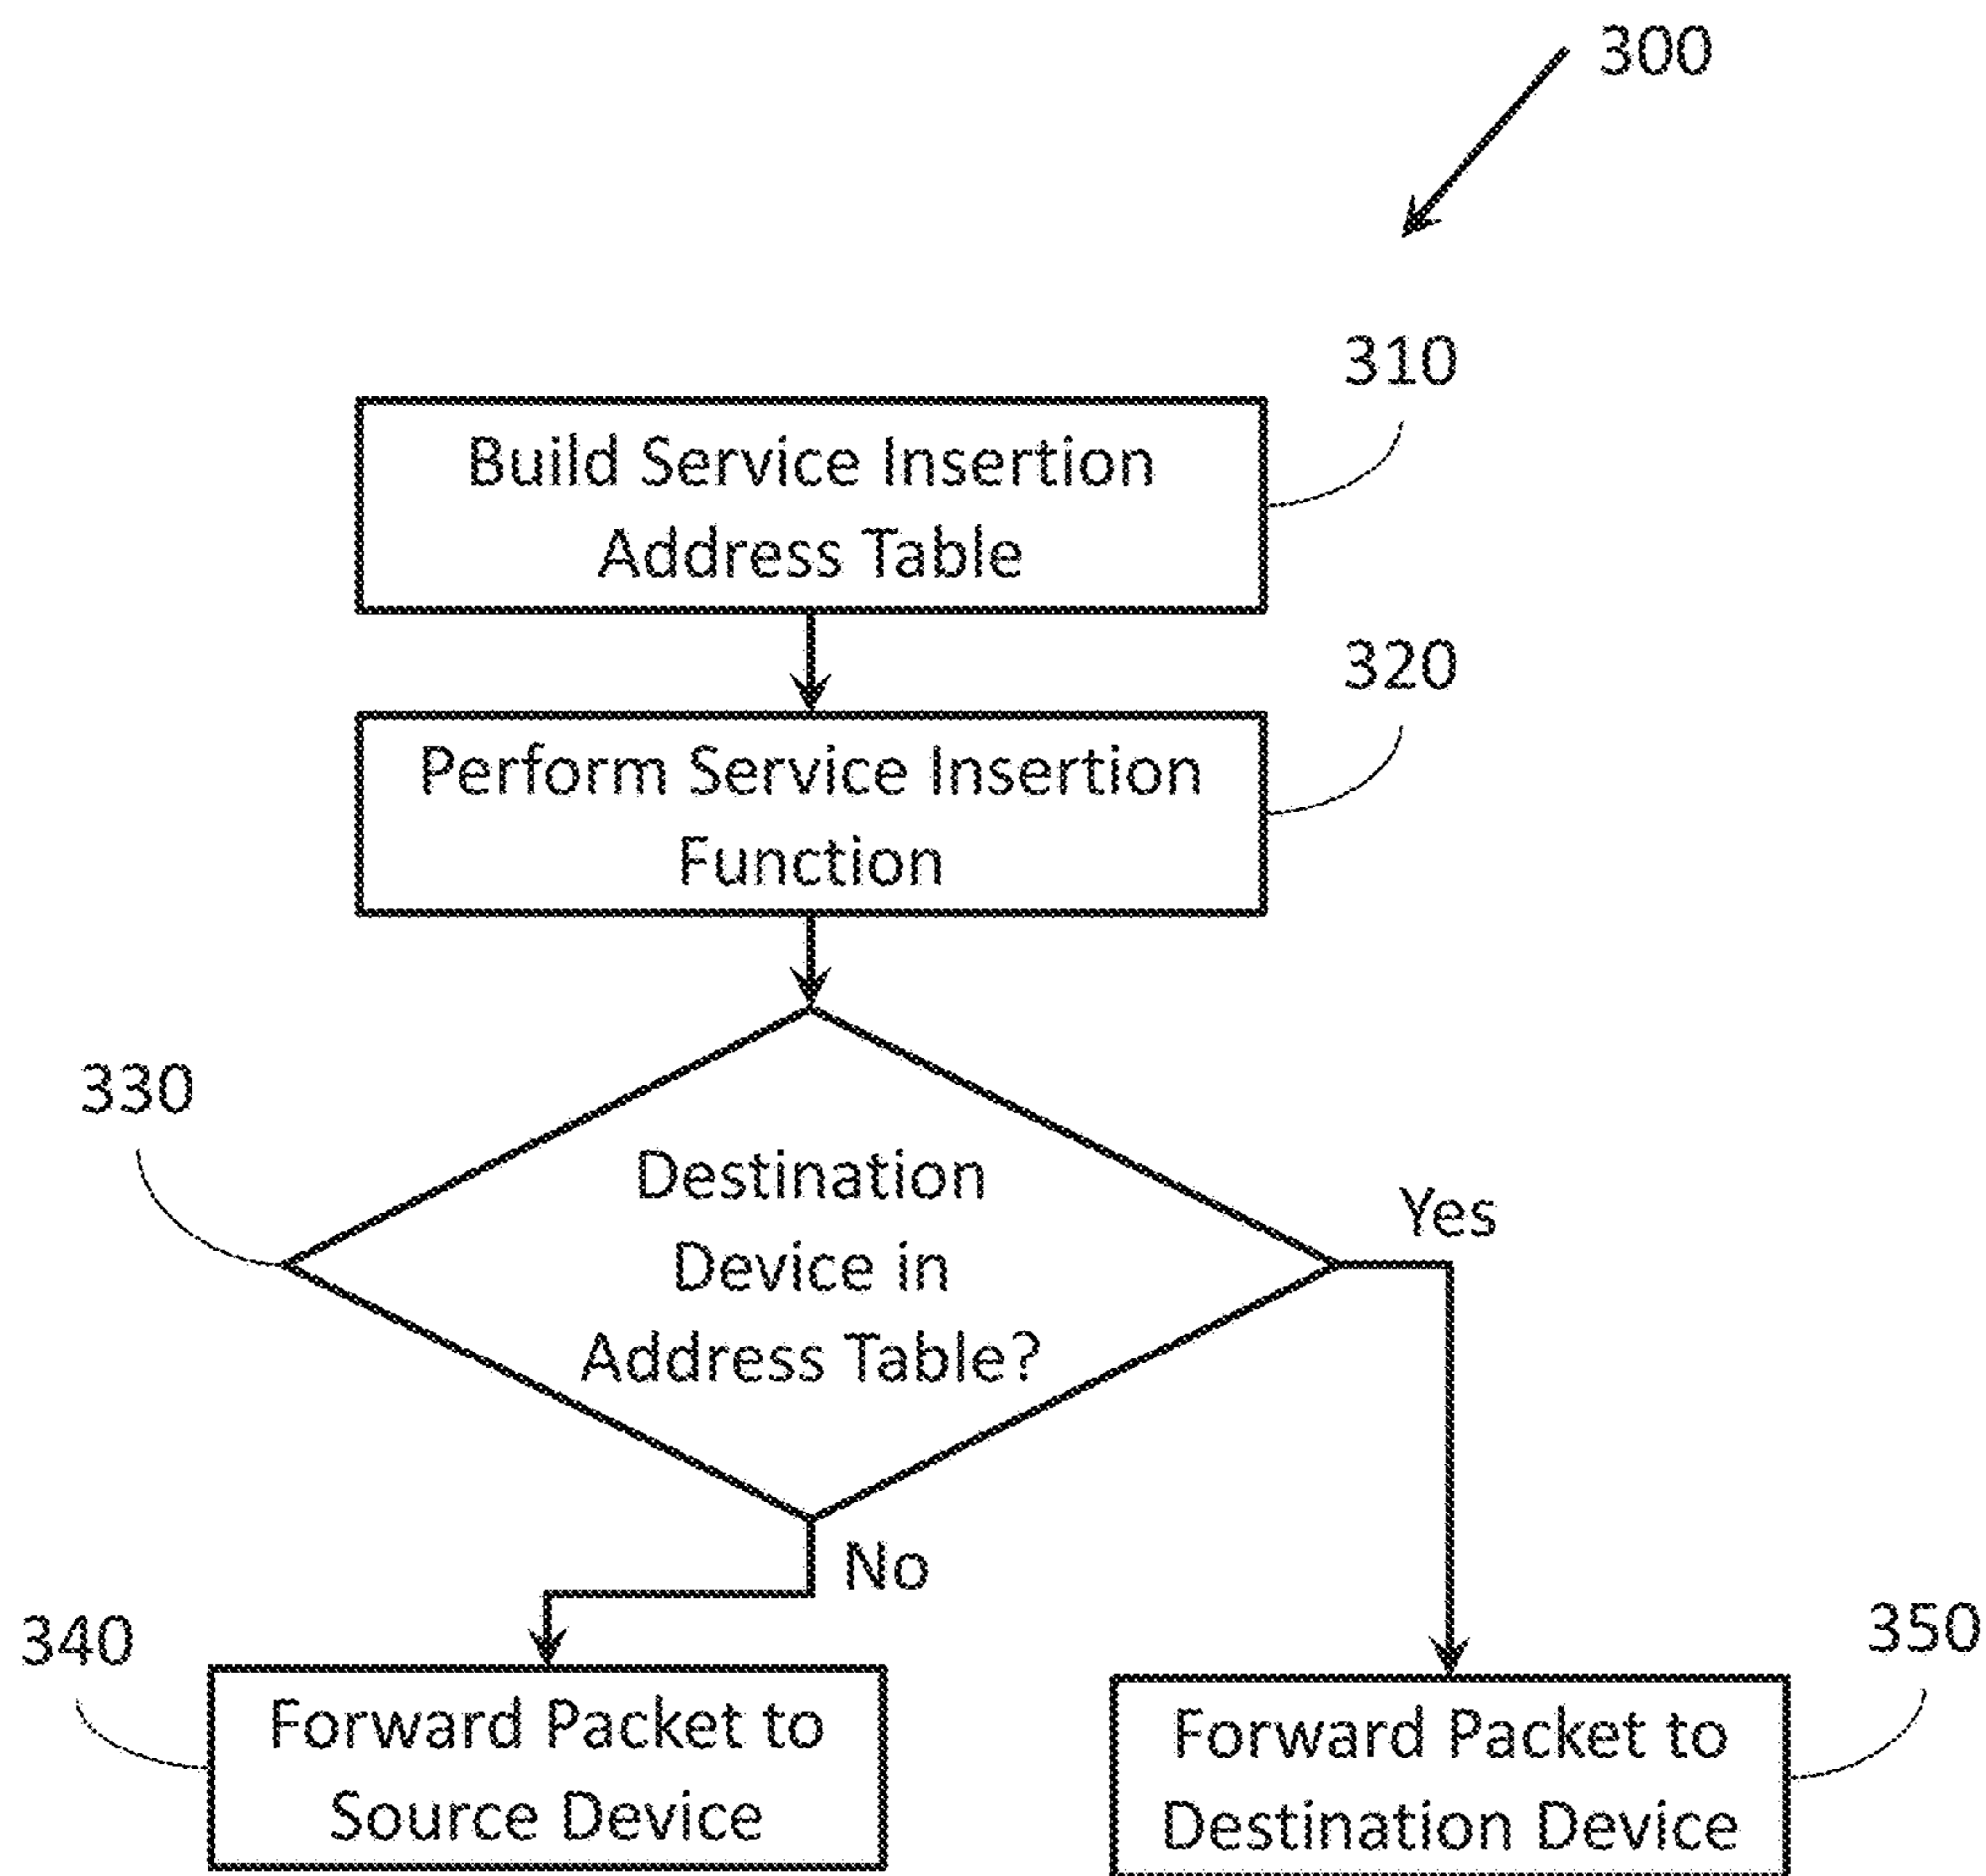 300
310
Build Service Insertion
Address Table
320
Perform Service Insertion
Function
330
Destination
Device in
Address Table?
Yes
No
340
Forward Packet to
Source Device
350
Forward Packet to
Destination Device